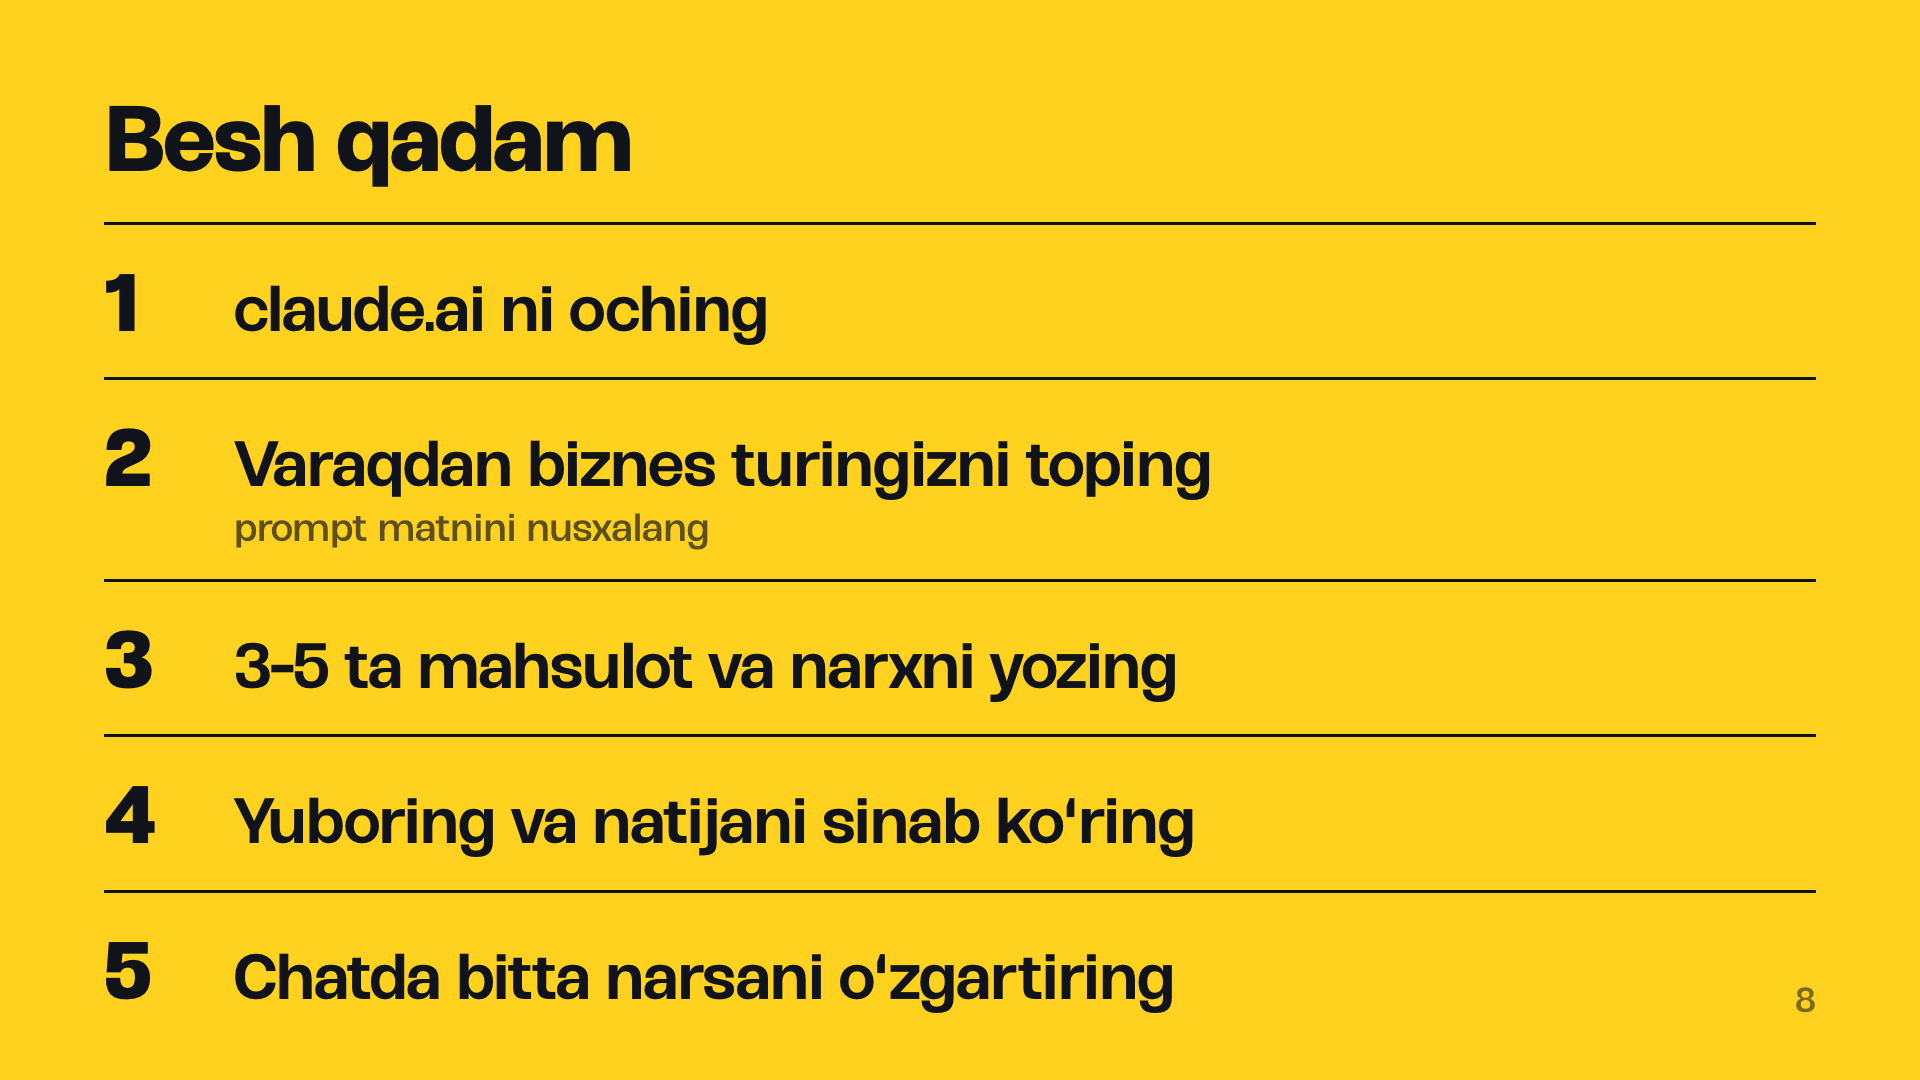 Besh qadam
1 claude.ai ni oching
2 Varaqdan biznes turingizni toping
prompt matnini nusxalang
3 3-5 ta mahsulot va narxni yozing
4 Yuboring va natijani sinab ko‘ring
5 Chatda bitta narsani o‘zgartiring
8